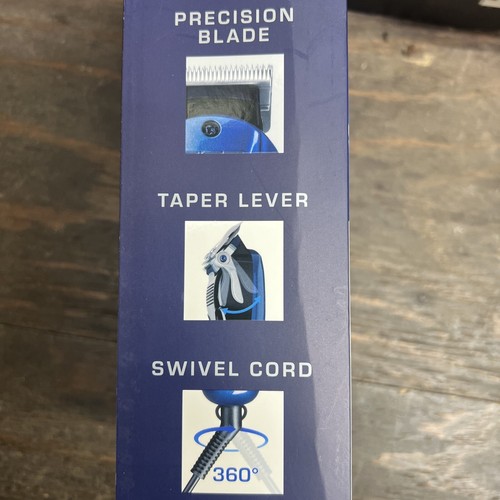 PRECISION
BLADE
TAPER LEVER
SWIVEL CORD
360°